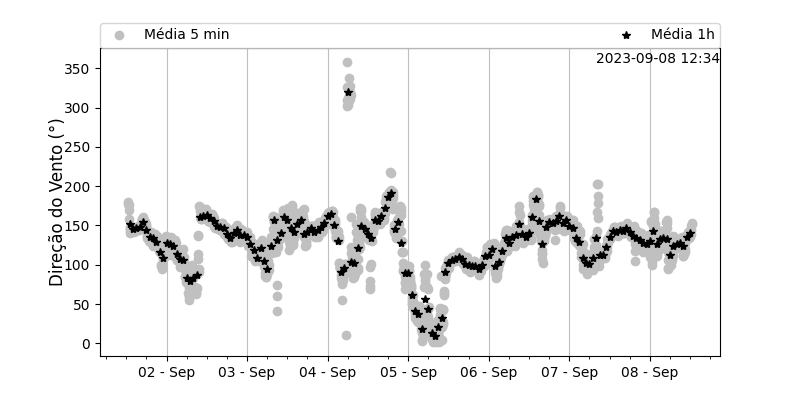 Média 5 min
Média 1h
2023-09-08 12:34
Direção do Vento (°)
350
300
250
200
150
100
50
0
02 - Sep
03 - Sep
04 - Sep
05 - Sep
06 - Sep
07 - Sep
08 - Sep